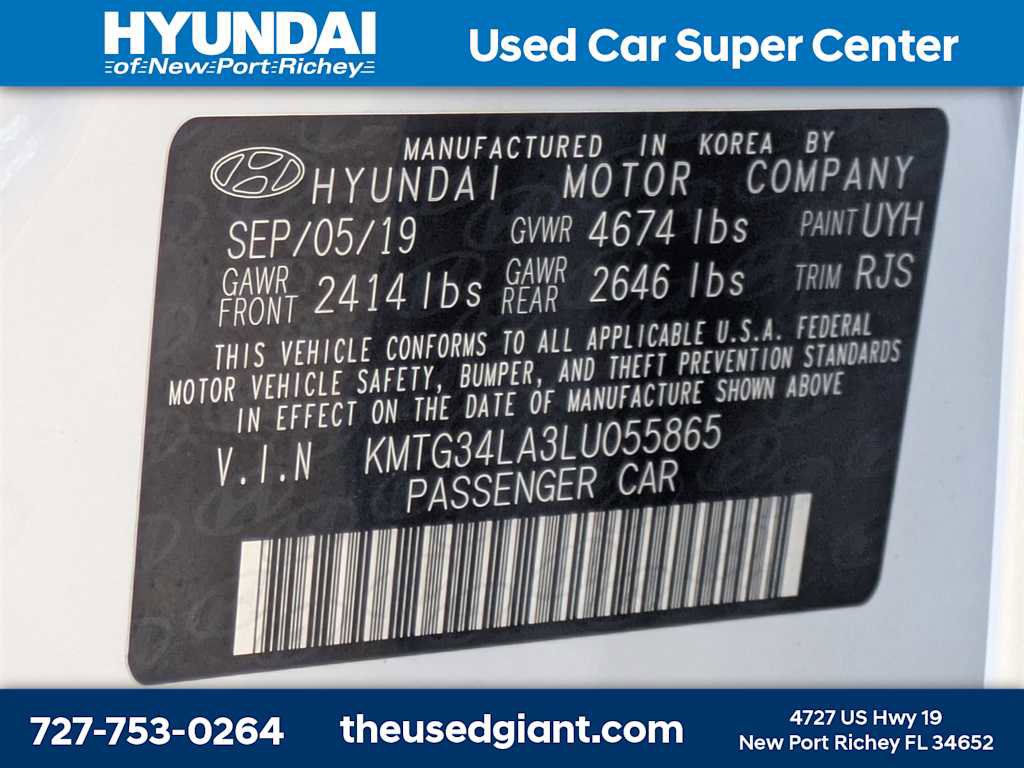 HYUNDAI
of New Port Richey
Used Car Super Center
MANUFACTURED IN KOREA BY
HYUNDAI MOTOR COMPANY
SEP/05/19 GVWR 4674 lbs PAINT UYH
GAWR FRONT 2414 lbs GAWR REAR 2646 lbs TRIM RJS
THIS VEHICLE CONFORMS TO ALL APPLICABLE U.S.A. FEDERAL
MOTOR VEHICLE SAFETY, BUMPER, AND THEFT PREVENTION STANDARDS
IN EFFECT ON THE DATE OF MANUFACTURE SHOWN ABOVE
V.I.N KMTG34LA3LU055865
PASSENGER CAR
727-753-0264
theusedgiant.com
4727 US Hwy 19
New Port Richey FL 34652